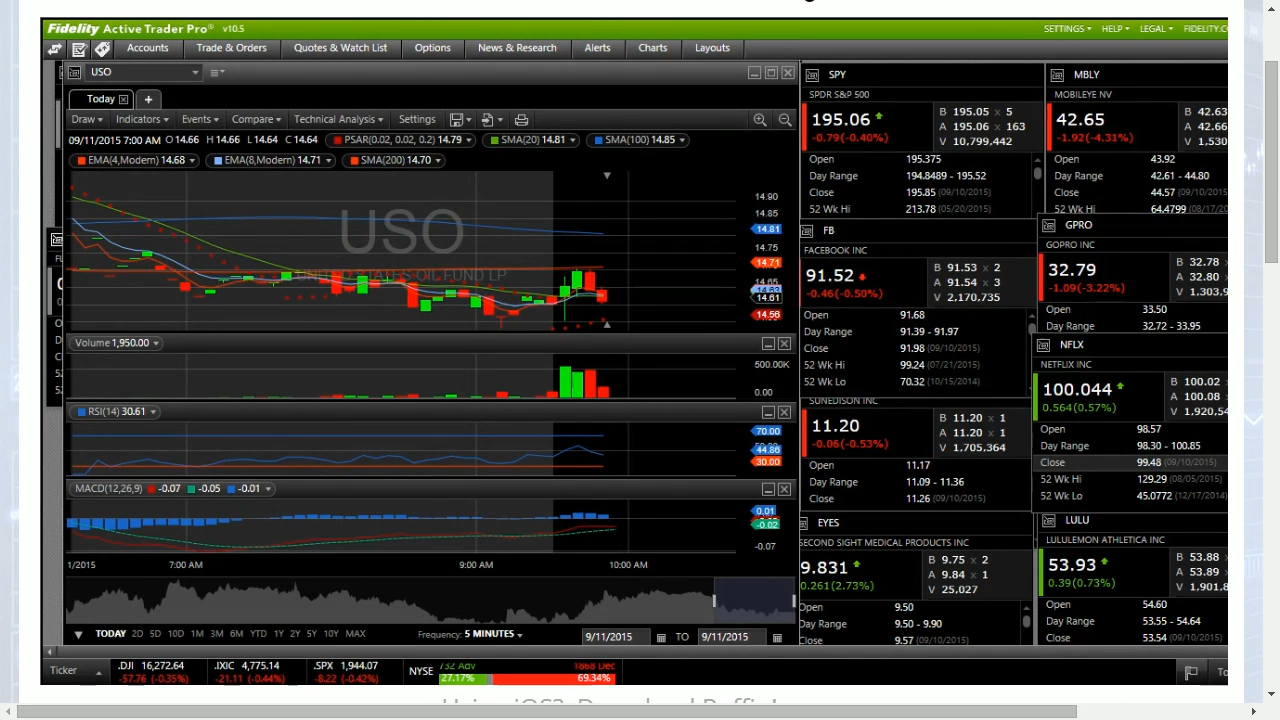 Fidelity Active Trader Pro® v10.5
SETTINGS HELP LEGAL FIDELITY.C
Accounts Trade & Orders Quotes & Watch List Options News & Research Alerts Charts Layouts
USO
Today +
Draw Indicators Events Compare Technical Analysis Settings
09/11/2015 7:00 AM O 14.66 H 14.66 L 14.64 C 14.64 PSAR(0.02, 0.02, 0.2) 14.79 SMA(20) 14.81 SMA(100) 14.85
EMA(4,Modern) 14.68 EMA(8,Modern) 14.71 SMA(200) 14.70
USO
UNITED STATES OIL FUND LP
14.90
14.85
14.81
14.75
14.71
14.65
14.63
14.61
14.56
Volume 1,950.00
500.00K
0.00
RSI(14) 30.61
70.00
44.86
30.00
MACD(12,26,9) -0.07 -0.05 -0.01
0.01
-0.02
-0.07
1/2015 7:00 AM 9:00 AM 10:00 AM
TODAY 2D 5D 10D 1M 3M 6M YTD 1Y 2Y 5Y 10Y MAX Frequency: 5 MINUTES 9/11/2015 TO 9/11/2015
SPY
SPDR S&P 500
195.06
-0.79(-0.40%)
B 195.05 x 5
A 195.06 x 163
V 10,799,442
Open 195.375
Day Range 194.8489 - 195.52
Close 195.85 (09/10/2015)
52 Wk Hi 213.78 (05/20/2015)
FB
FACEBOOK INC
91.52
-0.46(-0.50%)
B 91.53 x 2
A 91.54 x 3
V 2,170,735
Open 91.68
Day Range 91.39 - 91.97
Close 91.98 (09/10/2015)
52 Wk Hi 99.24 (07/21/2015)
52 Wk Lo 70.32 (10/15/2014)
SUNEDISON INC
11.20
-0.06(-0.53%)
B 11.20 x 1
A 11.20 x 1
V 1,705,364
Open 11.17
Day Range 11.09 - 11.36
Close 11.26 (09/10/2015)
EYES
SECOND SIGHT MEDICAL PRODUCTS INC
9.831
0.261(2.73%)
B 9.75 x 2
A 9.84 x 1
V 25,027
Open 9.50
Day Range 9.50 - 9.90
Close 9.57 (09/10/2015)
MBLY
MOBILEYE NV
42.65
-1.92(-4.31%)
B 42.63
A 42.66
V 1,530
Open 43.92
Day Range 42.61 - 44.80
Close 44.57 (09/10/2015
52 Wk Hi 64.4799 (08/17/20
GPRO
GOPRO INC
32.79
-1.09(-3.22%)
B 32.78
A 32.80
V 1,303,9
Open 33.50
Day Range 32.72 - 33.95
NFLX
NETFLIX INC
100.044
0.564(0.57%)
B 100.02
A 100.08
V 1,920,54
Open 98.57
Day Range 98.30 - 100.85
Close 99.48 (09/10/2015)
52 Wk Hi 129.29 (08/05/2015)
52 Wk Lo 45.0772 (12/17/2014
LULU
LULULEMON ATHLETICA INC
53.93
0.39(0.73%)
B 53.88
A 53.89
V 1,901,8
Open 54.60
Day Range 53.55 - 54.64
Close 53.54 (09/10/2015)
Ticker .DJI 16,272.64 .IXIC 4,775.14 .SPX 1,944.07 NYSE 732 Adv 1868 Dec
-57.76 (-0.35%) -21.11 (-0.44%) -8.22 (-0.42%) 27.17% 69.34%
To